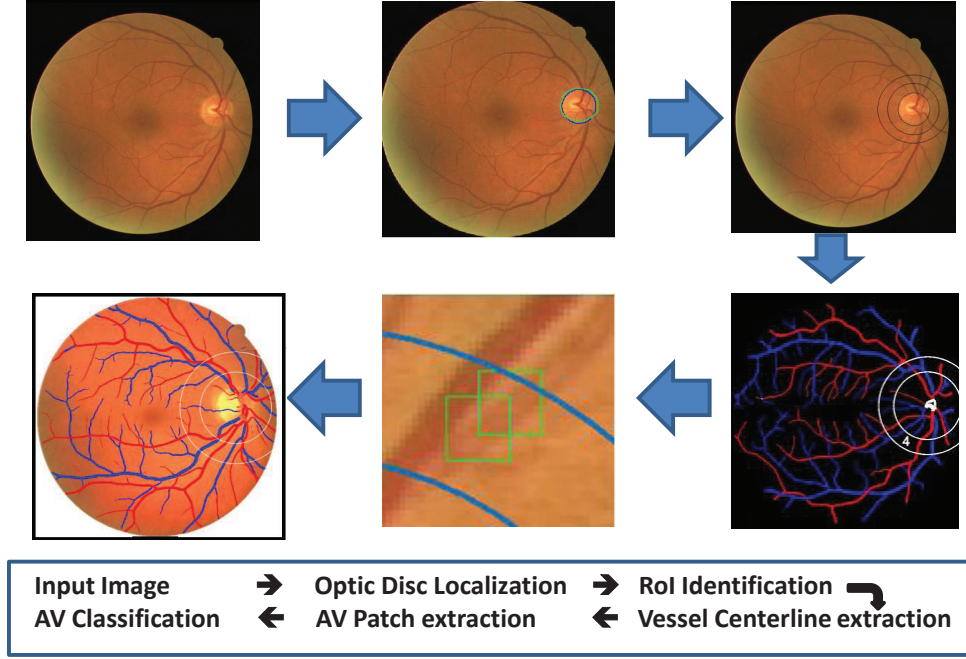 4
Input Image → Optic Disc Localization → RoI Identification
AV Classification ← AV Patch extraction ← Vessel Centerline extraction